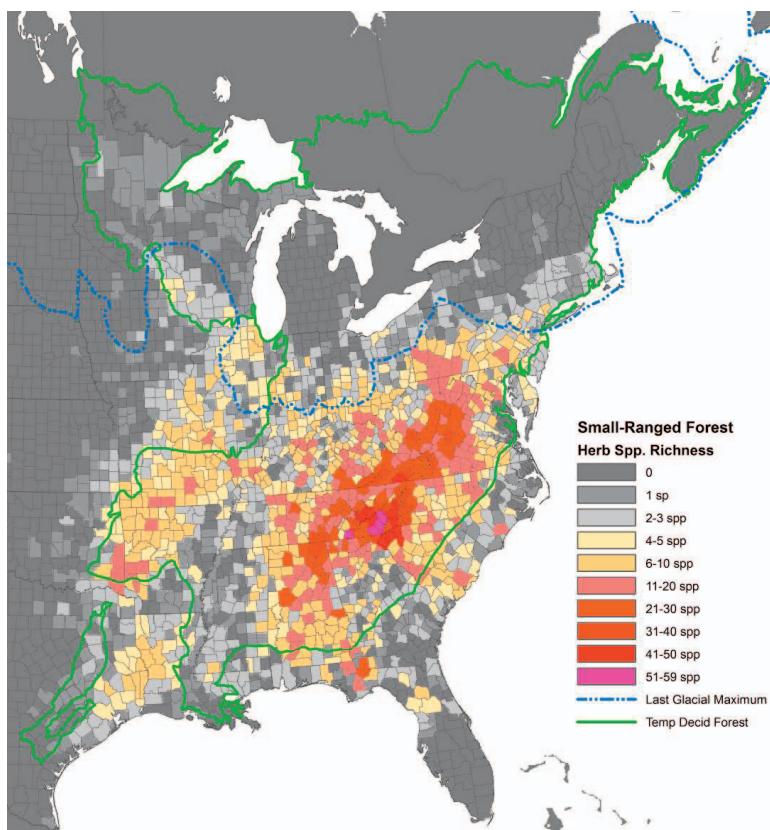 Small-Ranged Forest
Herb Spp. Richness
0
1 sp
2-3 spp
4-5 spp
6-10 spp
11-20 spp
21-30 spp
31-40 spp
41-50 spp
51-59 spp
Last Glacial Maximum
Temp Decid Forest